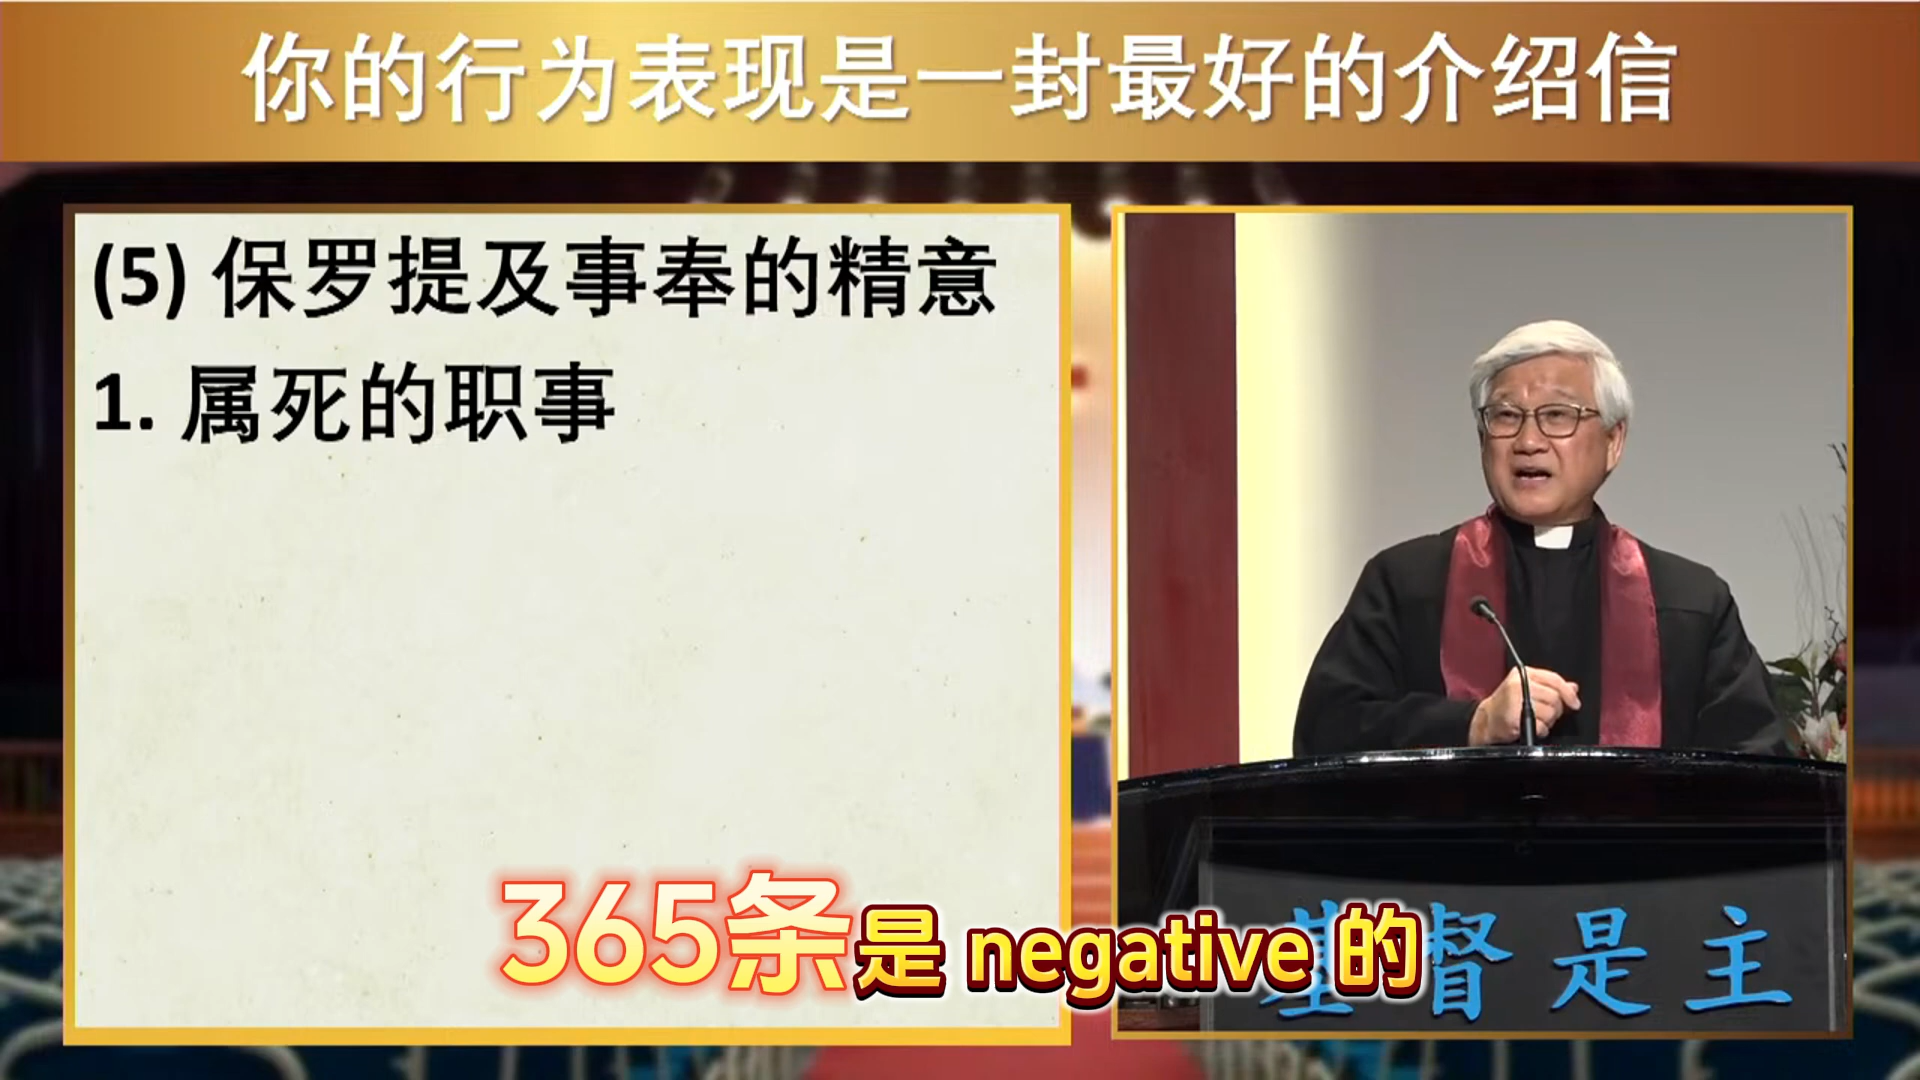 你的行为表现是一封最好的介绍信
(5) 保罗提及事奉的精意
1. 属死的职事
365条是 negative 的
基督是主